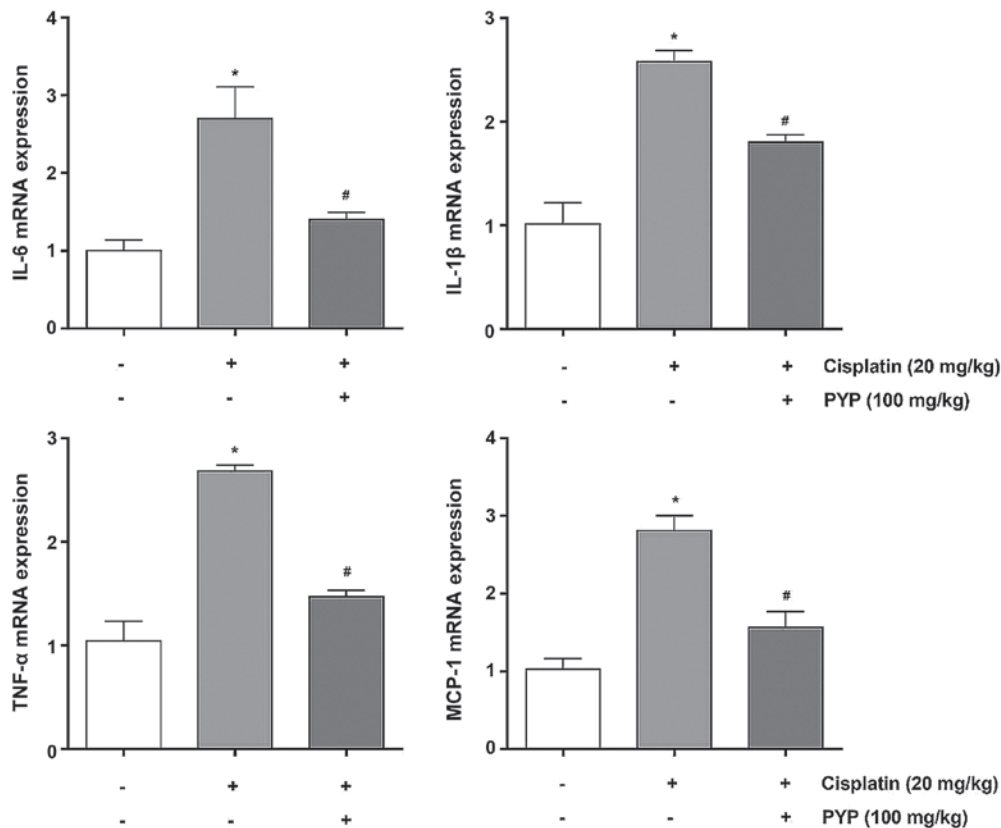 IL-6 mRNA expression
4
3
2
1
0
*
#
- + +
- - +
IL-1β mRNA expression
3
2
1
0
*
#
- + + Cisplatin (20 mg/kg)
- - + PYP (100 mg/kg)
TNF-α mRNA expression
3
2
1
0
*
#
- + +
- - +
MCP-1 mRNA expression
4
3
2
1
0
*
#
- + + Cisplatin (20 mg/kg)
- - + PYP (100 mg/kg)